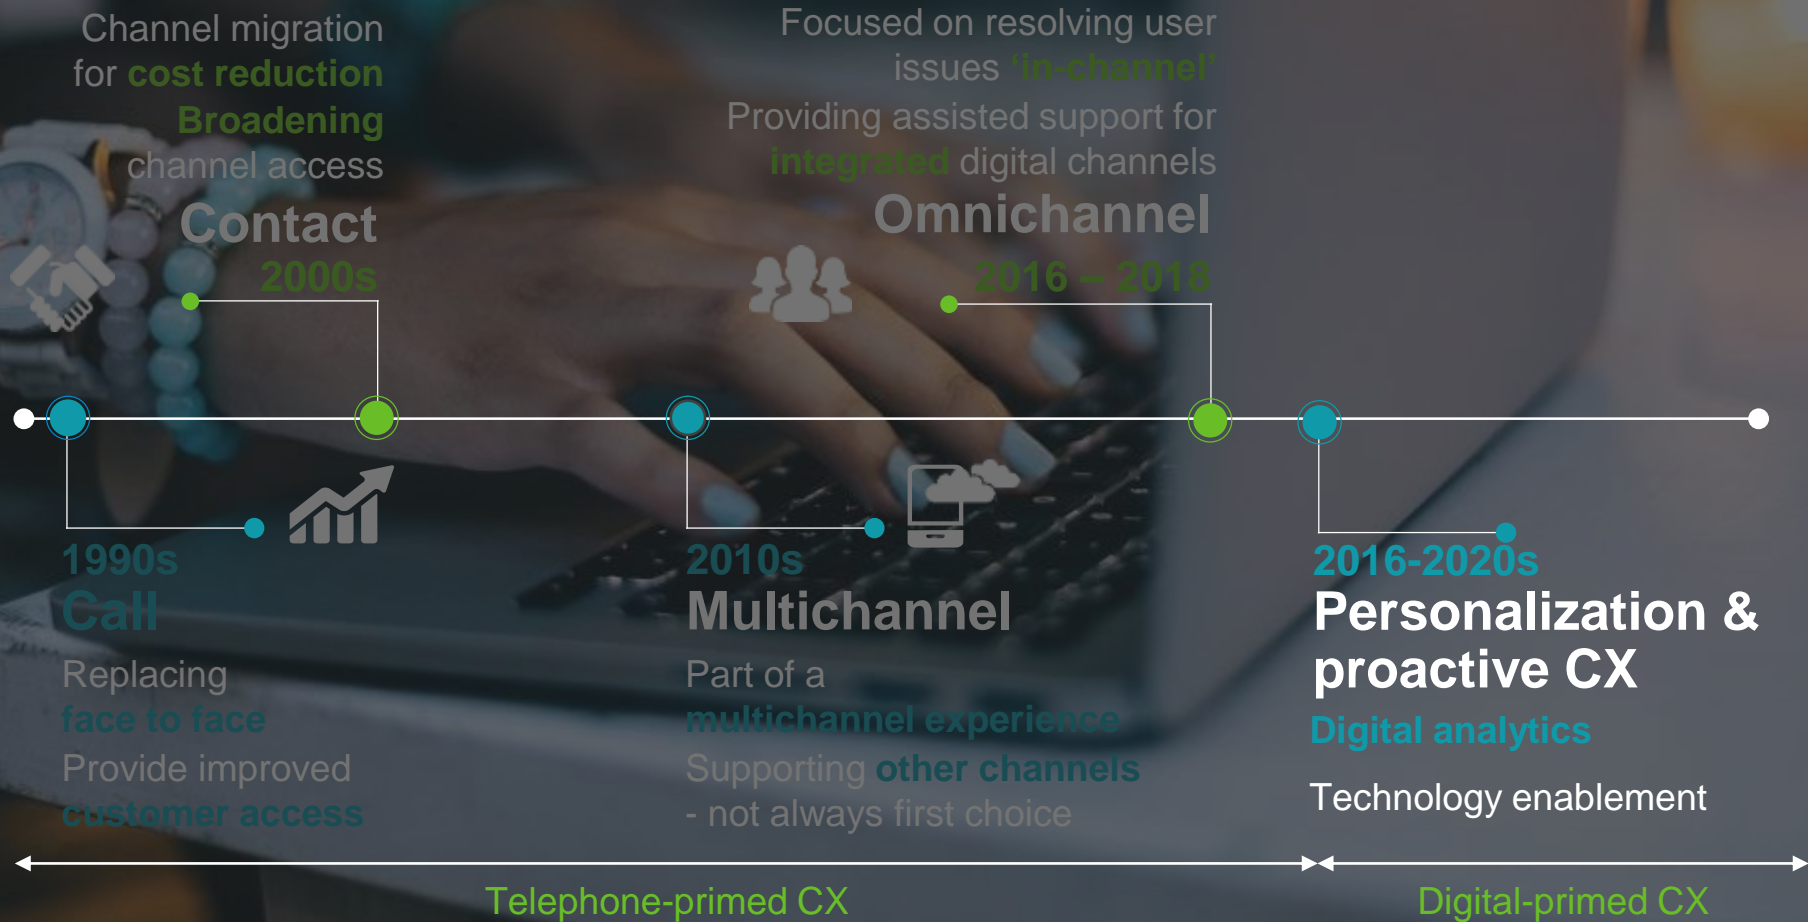 Channel migration
for cost reduction
Broadening
channel access
Contact
2000s
Focused on resolving user
issues ‘in-channel’
Providing assisted support for
integrated digital channels
Omnichannel
2016 – 2018
1990s
Call
Replacing
face to face
Provide improved
customer access
2010s
Multichannel
Part of a
multichannel experience
Supporting other channels
- not always first choice
2016-2020s
Personalization &
proactive CX
Digital analytics
Technology enablement
Telephone-primed CX
Digital-primed CX